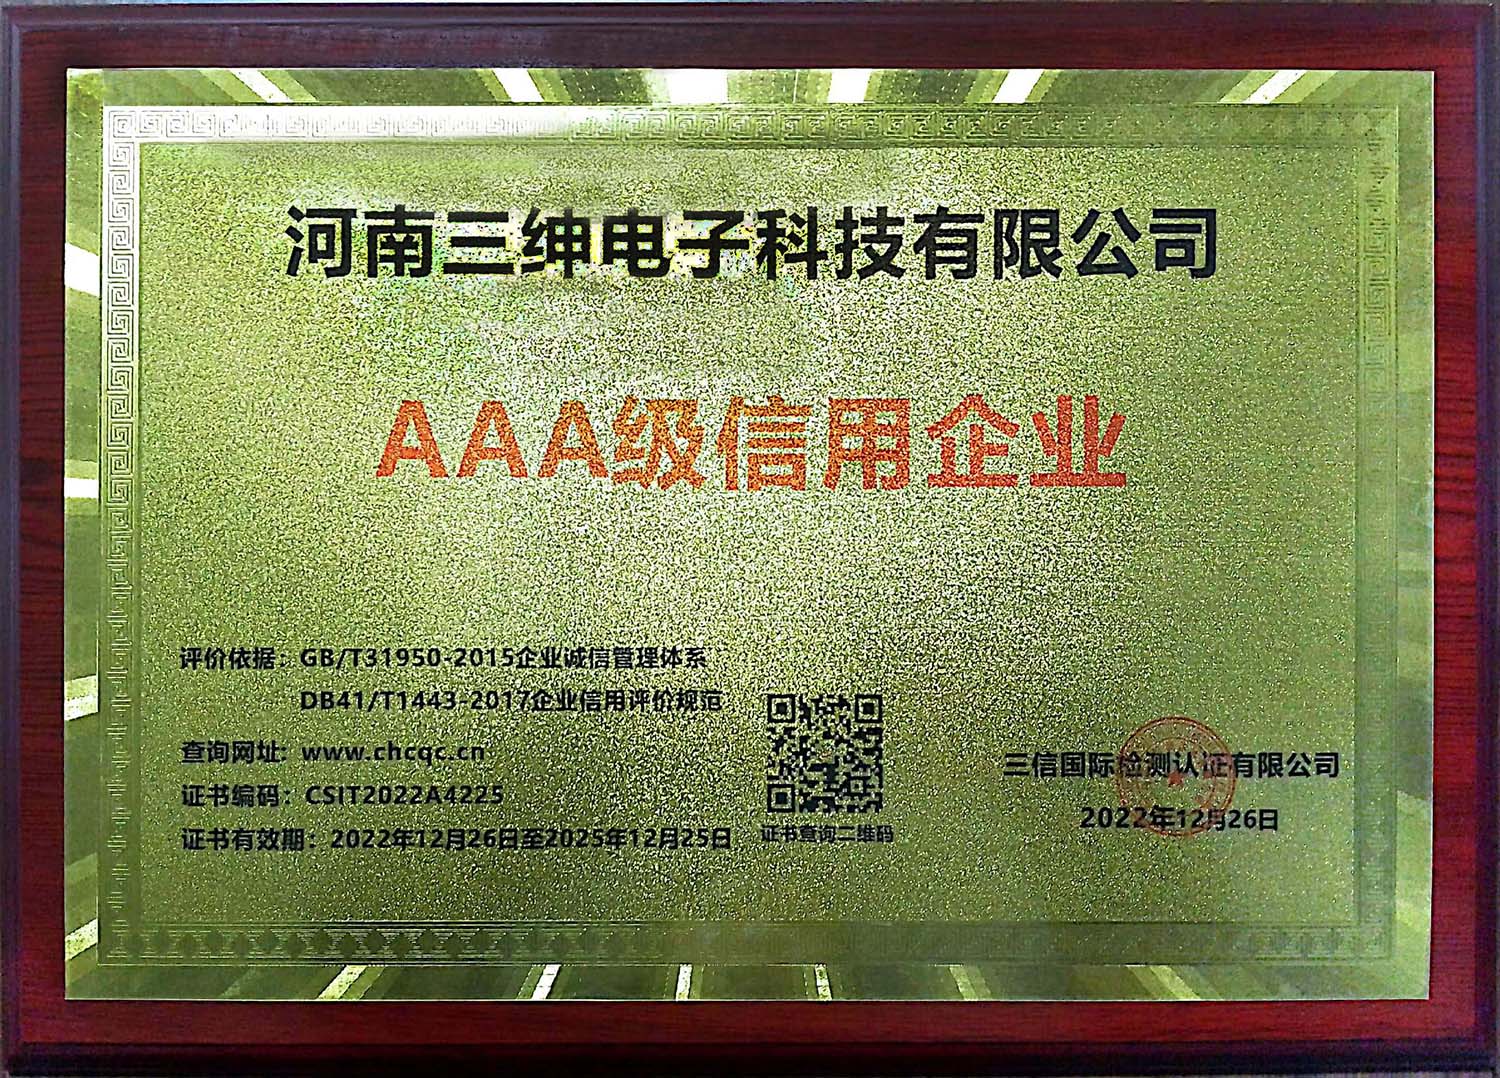 河南三绅电子科技有限公司
AAA级信用企业
评价依据：GB/T31950-2015企业诚信管理体系
DB41/T1443-2017企业信用评价规范
查询网址：www.chcqc.cn
证书编码：CSIT2022A4225
证书有效期：2022年12月26日至2025年12月25日
证书查询二维码
三信国际检测认证有限公司
2022年12月26日